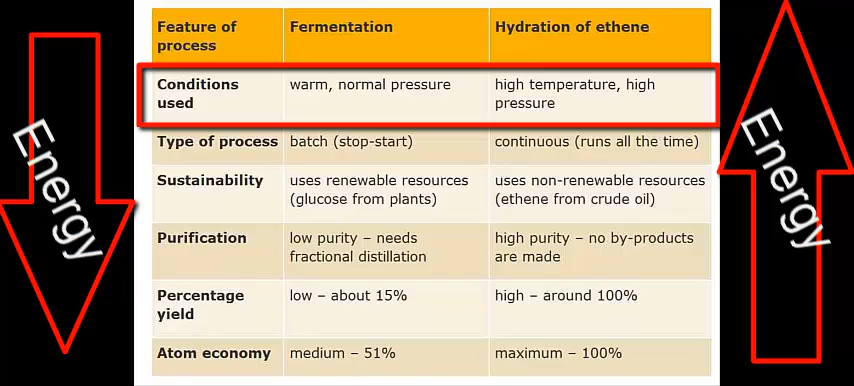 Energy
Feature of process
Fermentation
Hydration of ethene
Conditions used
warm, normal pressure
high temperature, high pressure
Type of process
batch (stop-start)
continuous (runs all the time)
Sustainability
uses renewable resources
(glucose from plants)
uses non-renewable resources
(ethene from crude oil)
Purification
low purity – needs
fractional distillation
high purity – no by-products
are made
Percentage
yield
low – about 15%
high – around 100%
Atom economy
medium – 51%
maximum – 100%
Energy